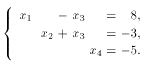 x₁ − x₃ = 8,
x₂ + x₃ = −3,
x₄ = −5.